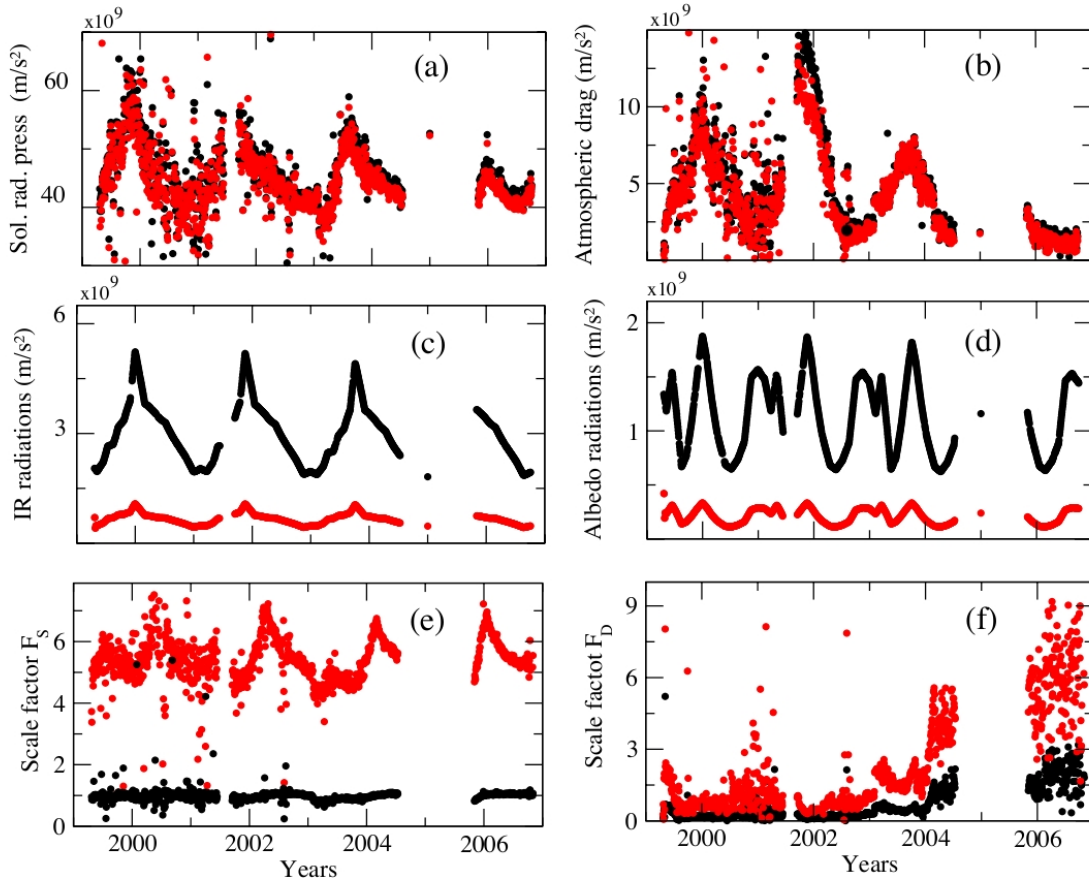 x10⁹
x10⁹
(a)
(b)
Sol. rad. press (m/s²)
60
40
Atmospheric drag (m/s²)
10
5
x10⁹
x10⁹
(c)
(d)
IR radiations (m/s²)
6
3
Albedo radiations (m/s²)
2
1
(e)
(f)
Scale factor F_S
6
4
2
0
Scale factot F_D
9
6
3
0
2000 2002 2004 2006
2000 2002 2004 2006
Years
Years